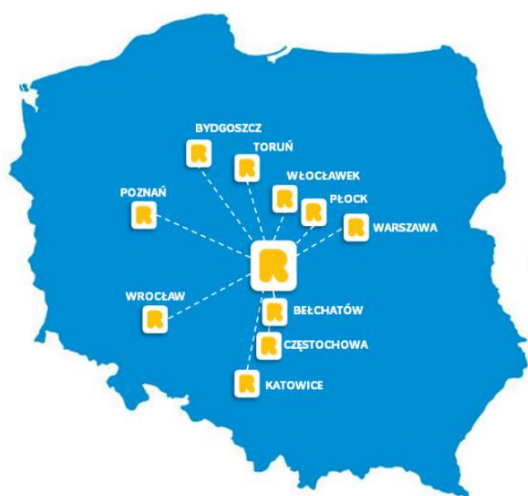 BYDGOSZCZ
TORUŃ
WŁOCŁAWEK
POZNAŃ
PŁOCK
WARSZAWA
R
WROCŁAW
BEŁCHATÓW
CZĘSTOCHOWA
KATOWICE